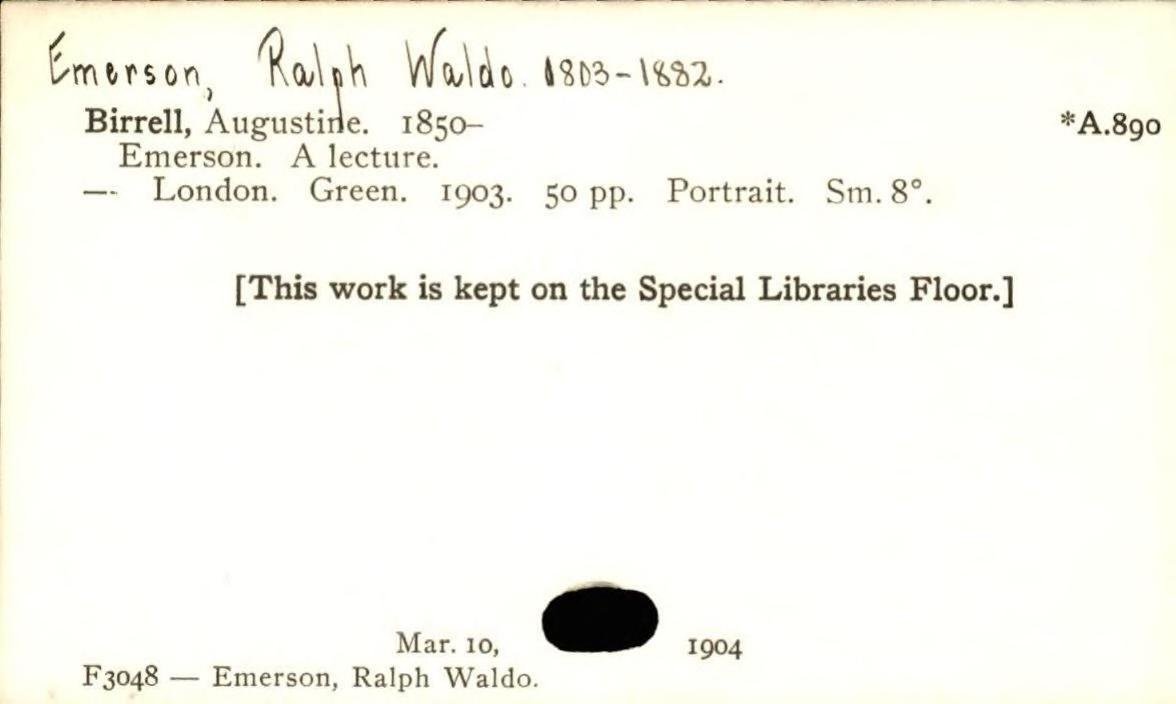 Emerson, Ralph Waldo. 1803-1882.
Birrell, Augustine. 1850– *A.890
Emerson. A lecture.
—- London. Green. 1903. 50 pp. Portrait. Sm. 8°.
[This work is kept on the Special Libraries Floor.]
Mar. 10, 1904
F3048 — Emerson, Ralph Waldo.